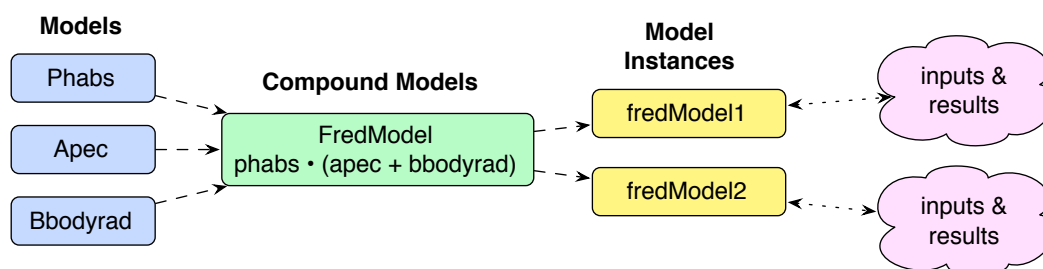 Models
Phabs
Apec
Bbodyrad
Compound Models
FredModel
phabs • (apec + bbodyrad)
Model
Instances
fredModel1
fredModel2
inputs &
results
inputs &
results